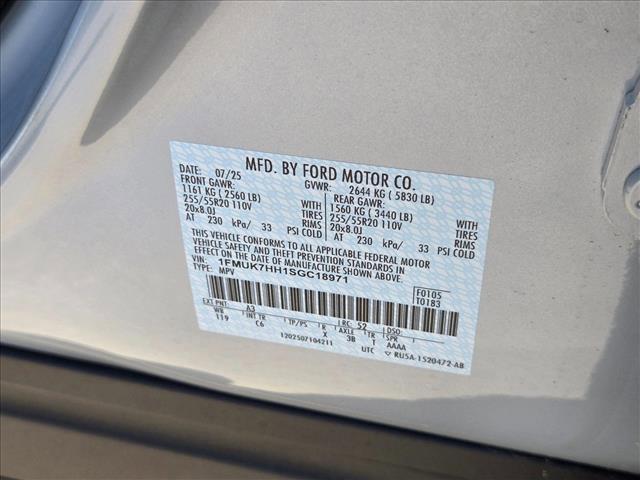 MFD. BY FORD MOTOR CO.
DATE: 07/25 GVWR: 2644 KG ( 5830 LB)
FRONT GAWR: REAR GAWR:
1161 KG ( 2560 LB) WITH 1560 KG ( 3440 LB) WITH
255/55R20 110V TIRES 255/55R20 110V TIRES
20x8.0J RIMS 20x8.0J RIMS
AT 230 kPa/ 33 PSI COLD AT 230 kPa/ 33 PSI COLD
THIS VEHICLE CONFORMS TO ALL APPLICABLE FEDERAL MOTOR
VEHICLE SAFETY AND THEFT PREVENTION STANDARDS IN
EFFECT ON THE DATE OF MANUFACTURE SHOWN ABOVE.
VIN: 1FMUK7HH1SGC18971
TYPE: MPV
F0105
T0183
EXT PNT: A3 RC: 52 DSO:
WB INT TR TP/PS R AXLE TR SPR
119 C6 X 3B T AAAA
1202507104211 UTC RU5A-1520472-AB